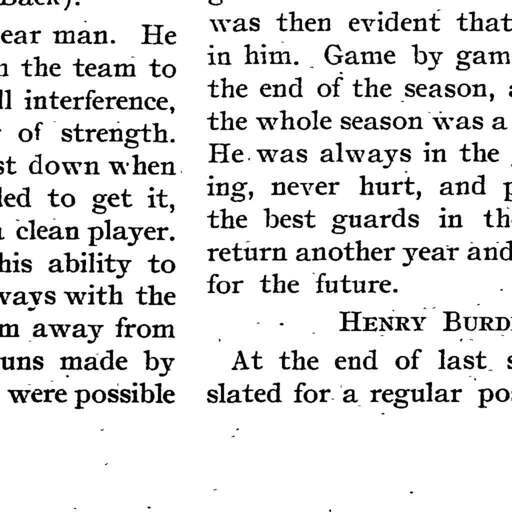 Back).
ear man. He
the team to
ll interference,
of strength.
st down when
led to get it,
clean player.
his ability to
ways with the
m away from
uns made by
were possible
was then evident that
in him. Game by gam
the end of the season,
the whole season was a
He was always in the
ing, never hurt, and p
the best guards in th
return another year and
for the future.
HENRY BURD
At the end of last s
slated for a regular pos